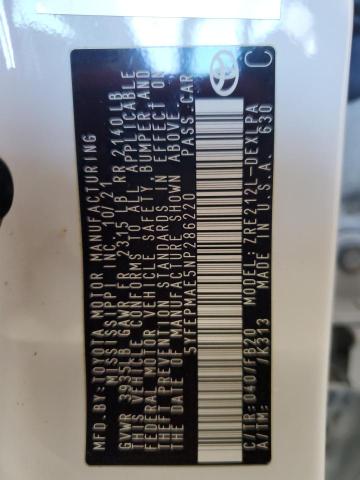 MFD.BY:TOYOTA MOTOR MANUFACTURING
MISSISSIPPI INC.10/21
GVWR 3935LB GAWR FR 2315 LB RR 2140LB
THIS VEHICLE CONFORMS TO ALL APPLICABLE
FEDERAL MOTOR VEHICLE SAFETY, BUMPER AND
THEFT PREVENTION STANDARDS IN EFFECT ON
THE DATE OF MANUFACTURE SHOWN ABOVE.
5YFEPMAE5NP286220 PASS.CAR
C/TR:040/FB20 MODEL: ZRE212L-DEXLPA
A/TM: /K313 MADE IN U.S.A. 630
C